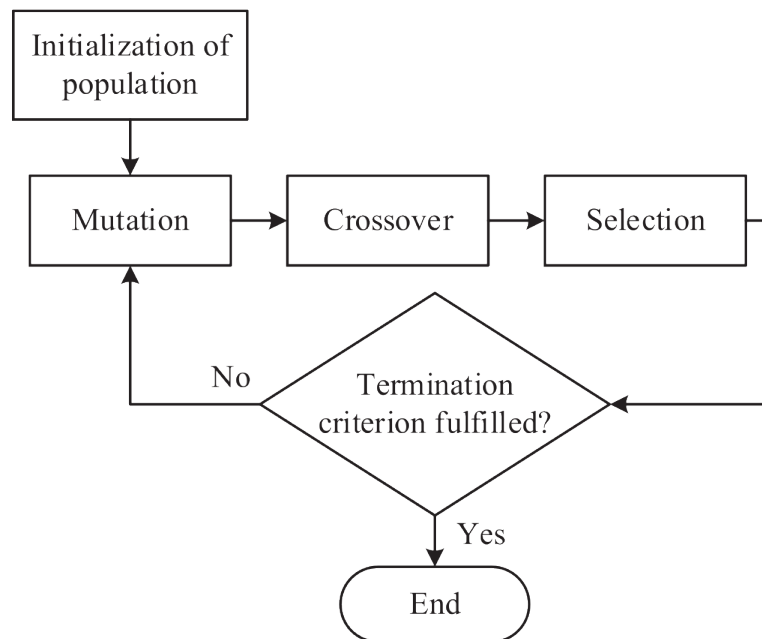 Initialization of
population
Mutation
Crossover
Selection
Termination
criterion fulfilled?
No
Yes
End